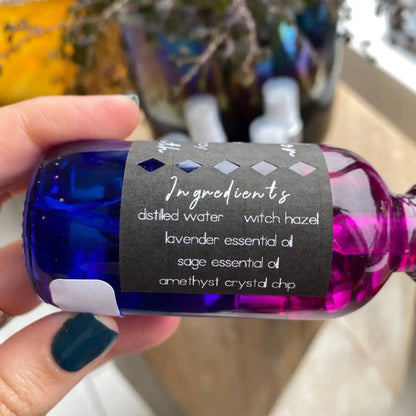 Ingredients
distilled water witch hazel
lavender essential oil
sage essential oil
amethyst crystal chip